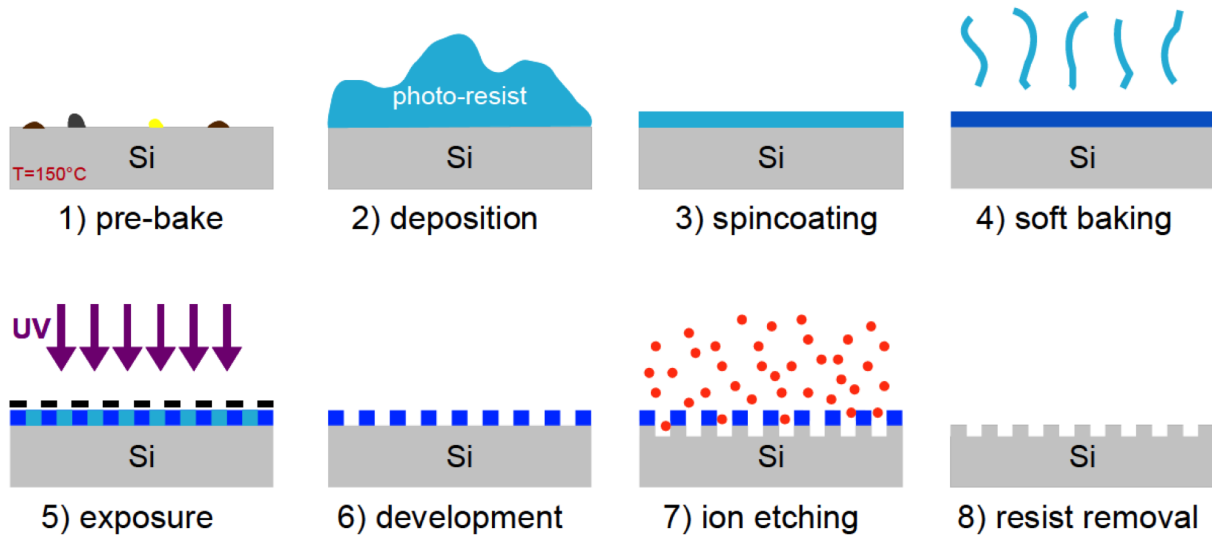 Si
T=150°C
1) pre-bake
photo-resist
Si
2) deposition
Si
3) spincoating
Si
4) soft baking
UV
Si
5) exposure
Si
6) development
Si
7) ion etching
Si
8) resist removal